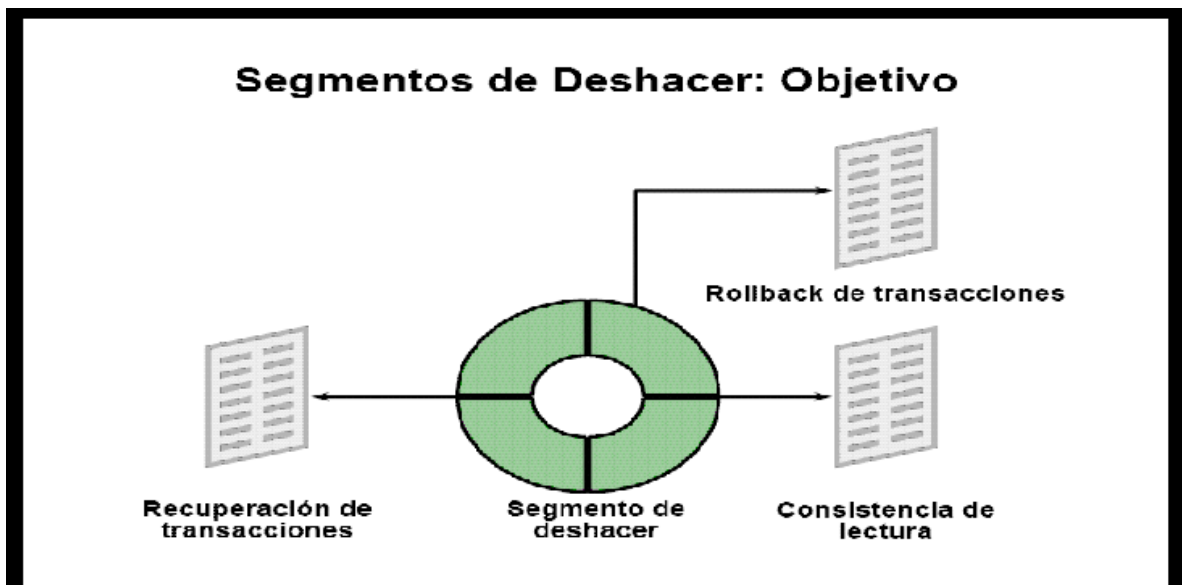 Segmentos de Deshacer: Objetivo
Rollback de transacciones
Recuperación de
transacciones
Segmento de
deshacer
Consistencia de
lectura